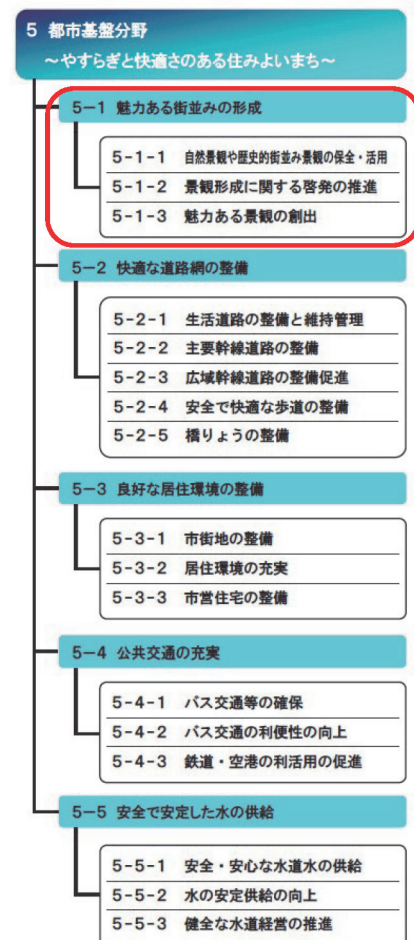 5 都市基盤分野
～やすらぎと快適さのある住みよいまち～
5－1 魅力ある街並みの形成
5-1-1 自然景観や歴史的街並み景観の保全・活用
5-1-2 景観形成に関する啓発の推進
5-1-3 魅力ある景観の創出
5－2 快適な道路網の整備
5-2-1 生活道路の整備と維持管理
5-2-2 主要幹線道路の整備
5-2-3 広域幹線道路の整備促進
5-2-4 安全で快適な歩道の整備
5-2-5 橋りょうの整備
5－3 良好な居住環境の整備
5-3-1 市街地の整備
5-3-2 居住環境の充実
5-3-3 市営住宅の整備
5－4 公共交通の充実
5-4-1 バス交通等の確保
5-4-2 バス交通の利便性の向上
5-4-3 鉄道・空港の利活用の促進
5－5 安全で安定した水の供給
5-5-1 安全・安心な水道水の供給
5-5-2 水の安定供給の向上
5-5-3 健全な水道経営の推進